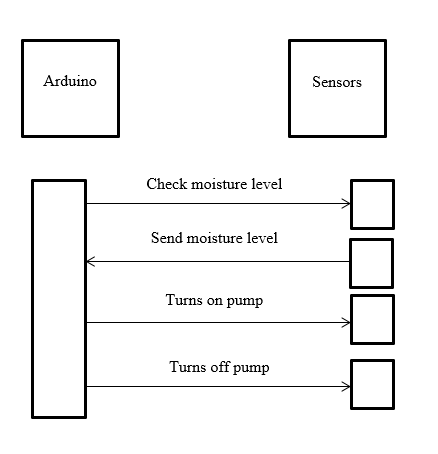 Arduino
Sensors
Check moisture level
Send moisture level
Turns on pump
Turns off pump